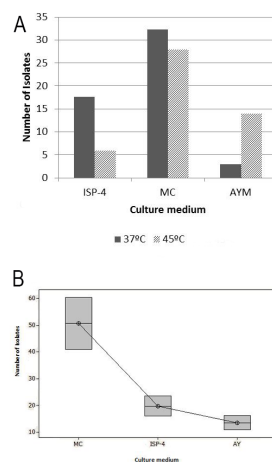 A
35
30
25
20
15
10
5
0
Number of Isolates
ISP-4 MC AYM
Culture medium
37ºC 45ºC
B
60
50
40
30
20
10
Number of Isolates
MC ISP-4 AY
Culture medium